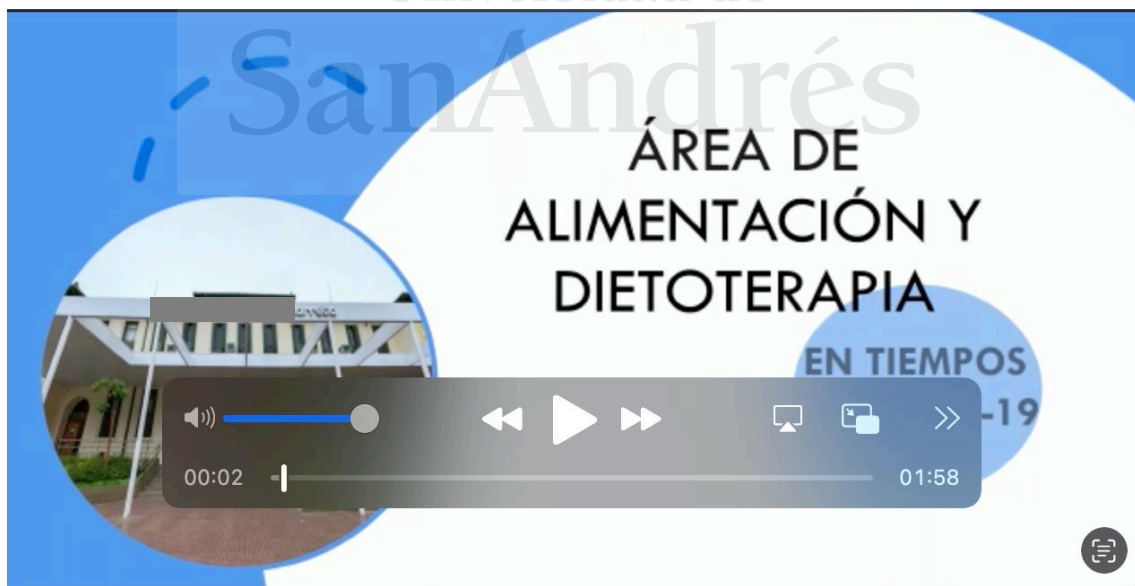 SanAndrés
ÁREA DE
ALIMENTACIÓN Y
DIETOTERAPIA
EN TIEMPOS
-19
00:02
01:58